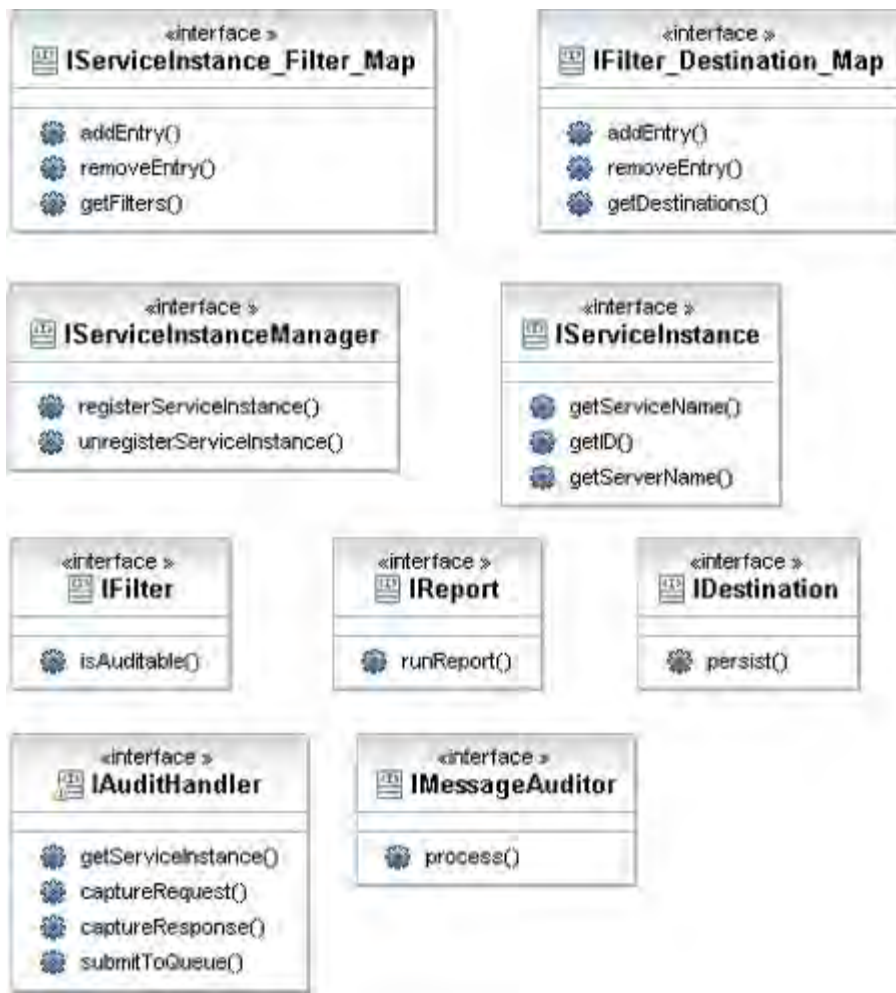 «interface »
IServiceInstance_Filter_Map
addEntry()
removeEntry()
getFilters()
«interface »
IFilter_Destination_Map
addEntry()
removeEntry()
getDestinations()
«interface »
IServiceInstanceManager
registerServiceInstance()
unregisterServiceInstance()
«interface »
IServiceInstance
getServiceName()
getID()
getServerName()
«interface »
IFilter
isAuditable()
«interface »
IReport
runReport()
«interface »
IDestination
persist()
«interface »
IAuditHandler
getServiceInstance()
captureRequest()
captureResponse()
submitToQueue()
«interface »
IMessageAuditor
process()